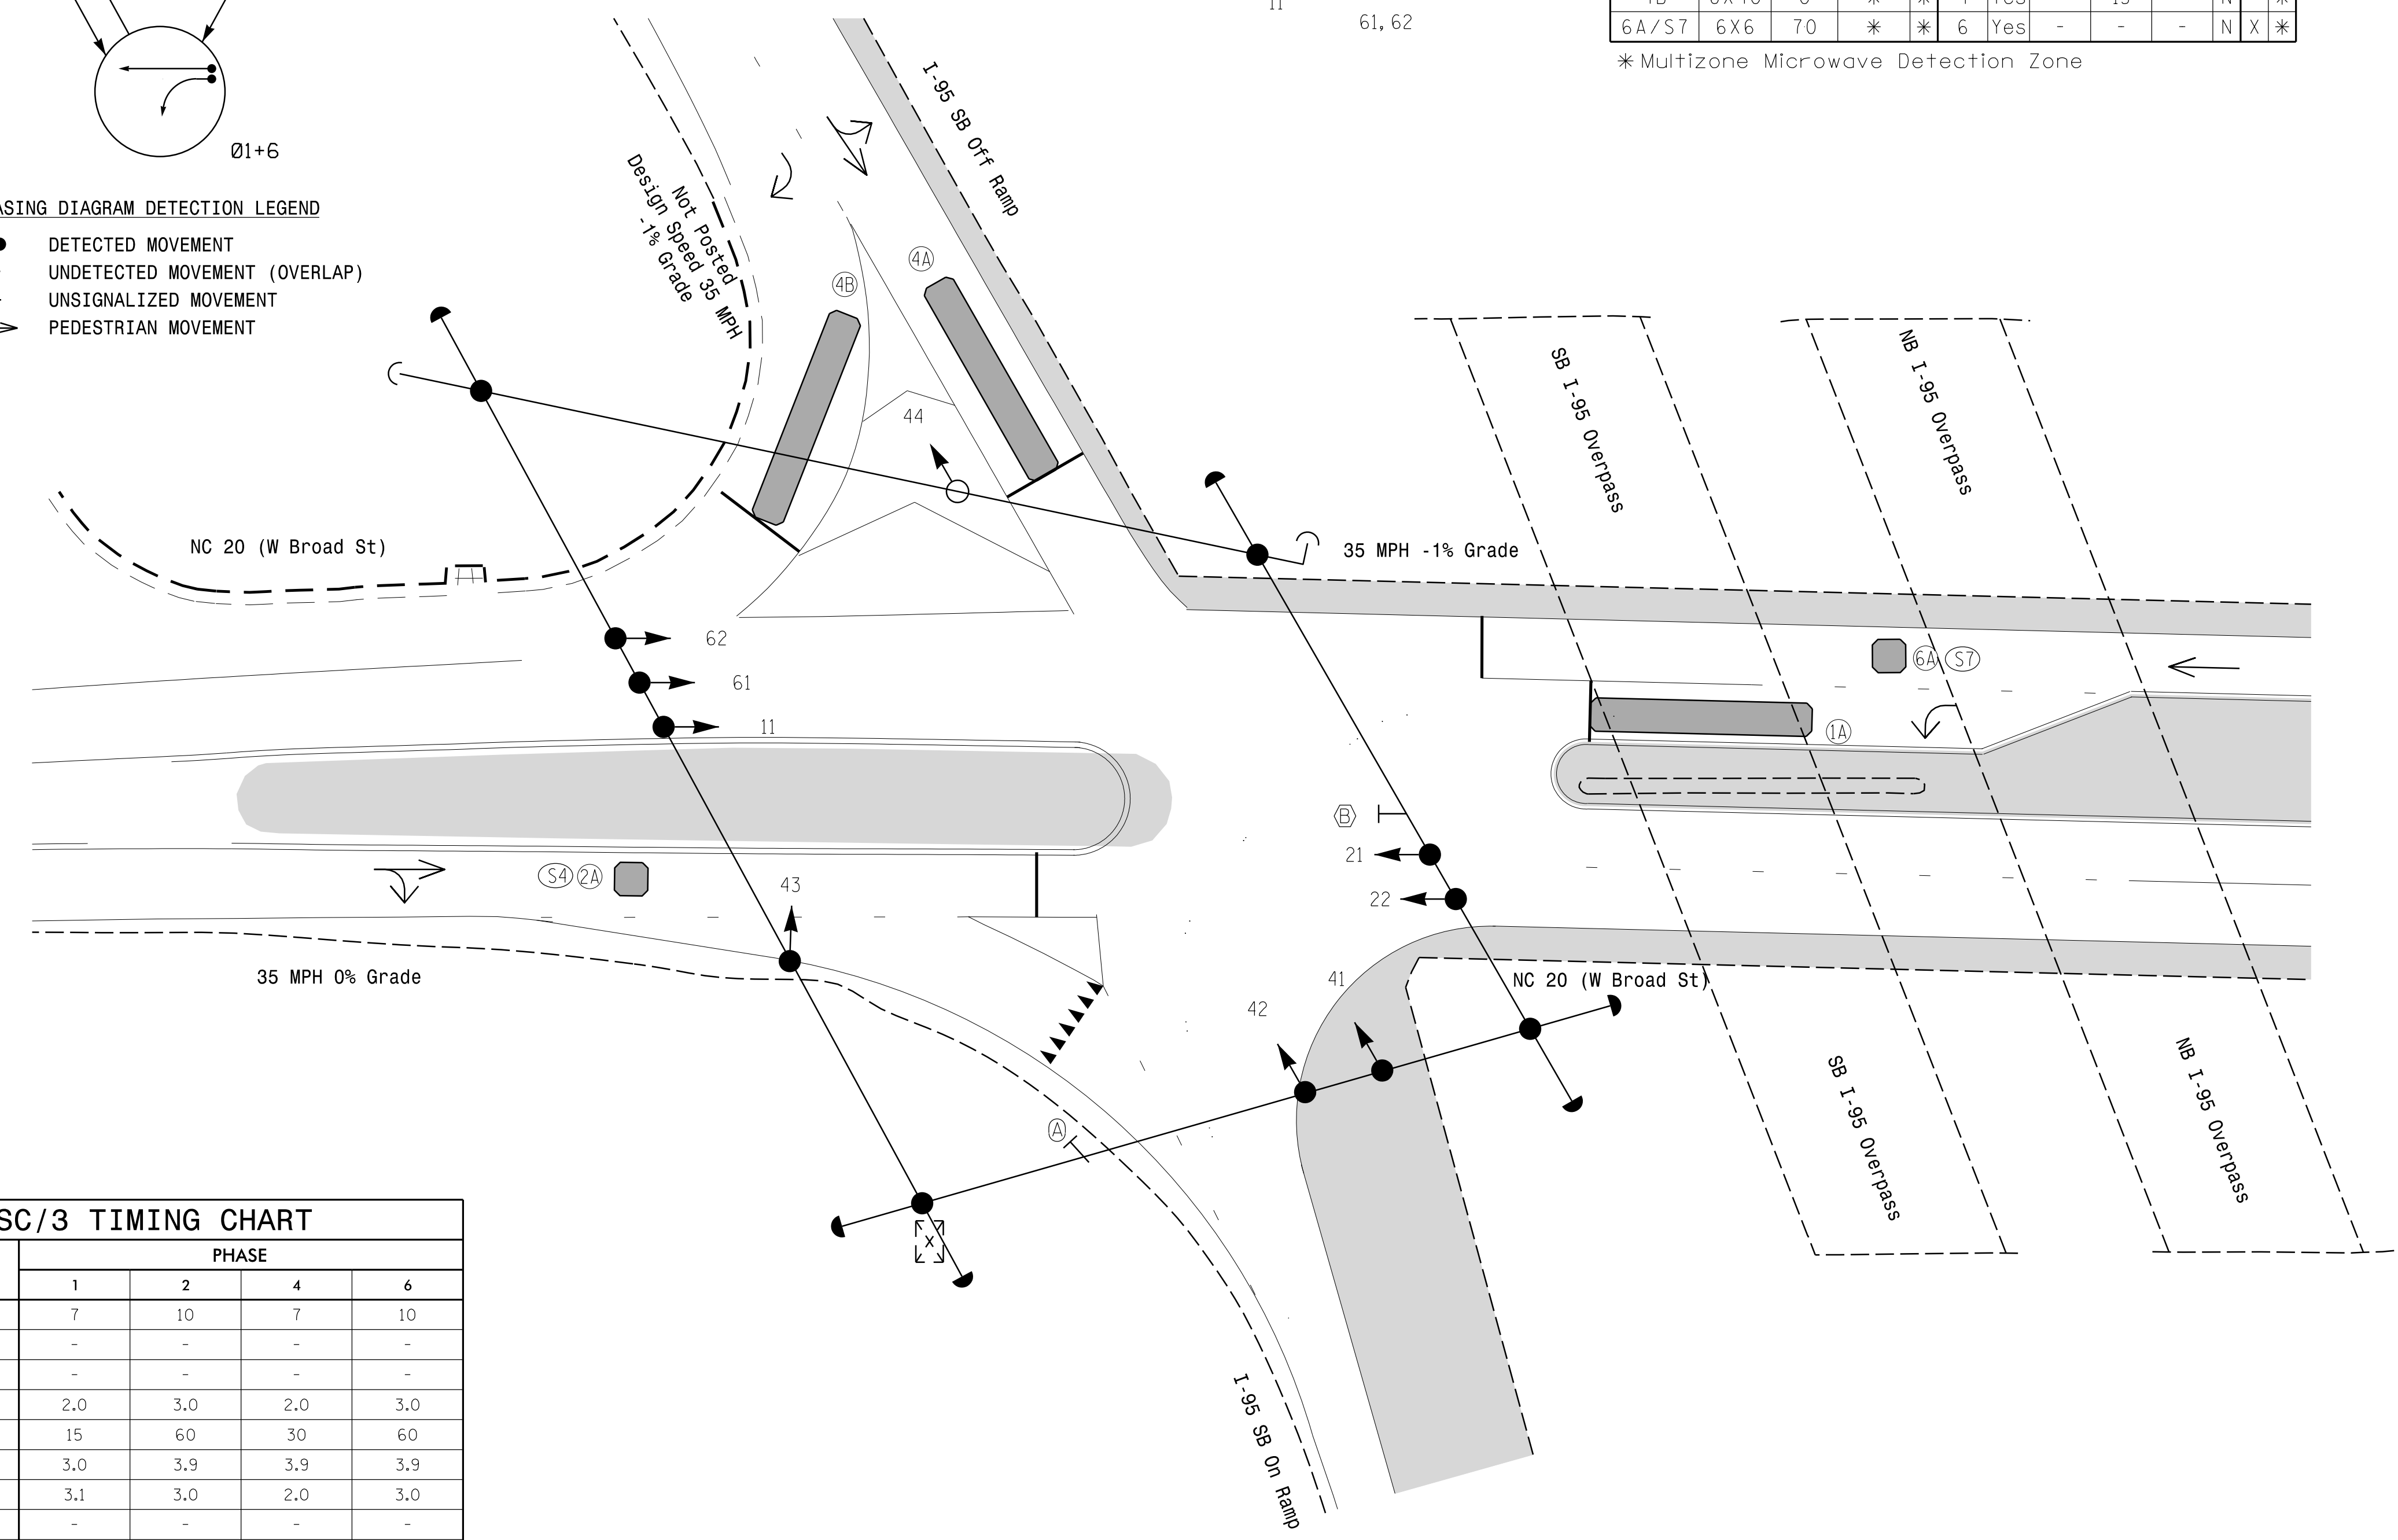 11
61, 62
6A/S7 6X6 70 * * 6 Yes - - - N X *
* Multizone Microwave Detection Zone
Ø1+6
ASING DIAGRAM DETECTION LEGEND
DETECTED MOVEMENT
UNDETECTED MOVEMENT (OVERLAP)
UNSIGNALIZED MOVEMENT
PEDESTRIAN MOVEMENT
I-95 SB Off Ramp
Not Posted
Design Speed 35 MPH
-1% Grade
4A
4B
44
SB I-95 Overpass
NB I-95 Overpass
NC 20 (W Broad St)
35 MPH -1% Grade
62
61
11
6A S7
1A
B
21
22
S4 2A
43
35 MPH 0% Grade
41
42
NC 20 (W Broad St)
A
X
SB I-95 Overpass
NB I-95 Overpass
I-95 SB On Ramp
SC/3 TIMING CHART
PHASE
1 2 4 6
7 10 7 10
- - - -
- - - -
2.0 3.0 2.0 3.0
15 60 30 60
3.0 3.9 3.9 3.9
3.1 3.0 2.0 3.0
- - - -